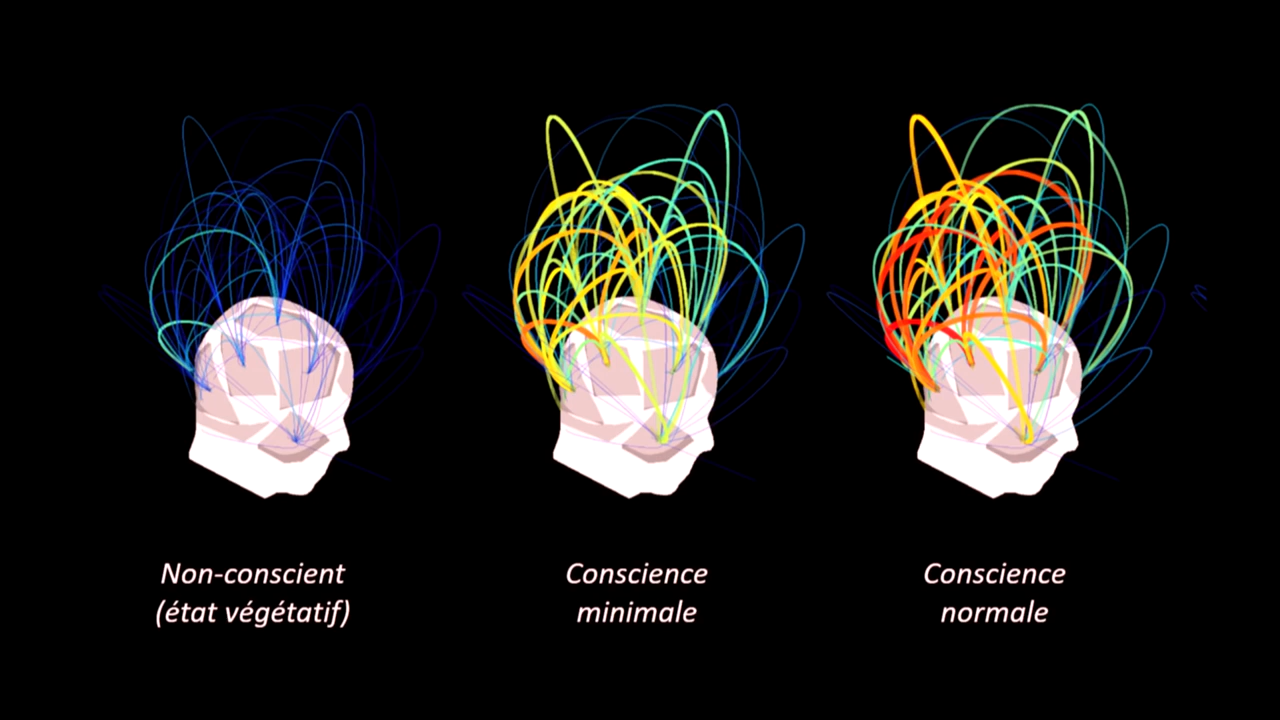 Non-conscient
(état végétatif)
Conscience
minimale
Conscience
normale